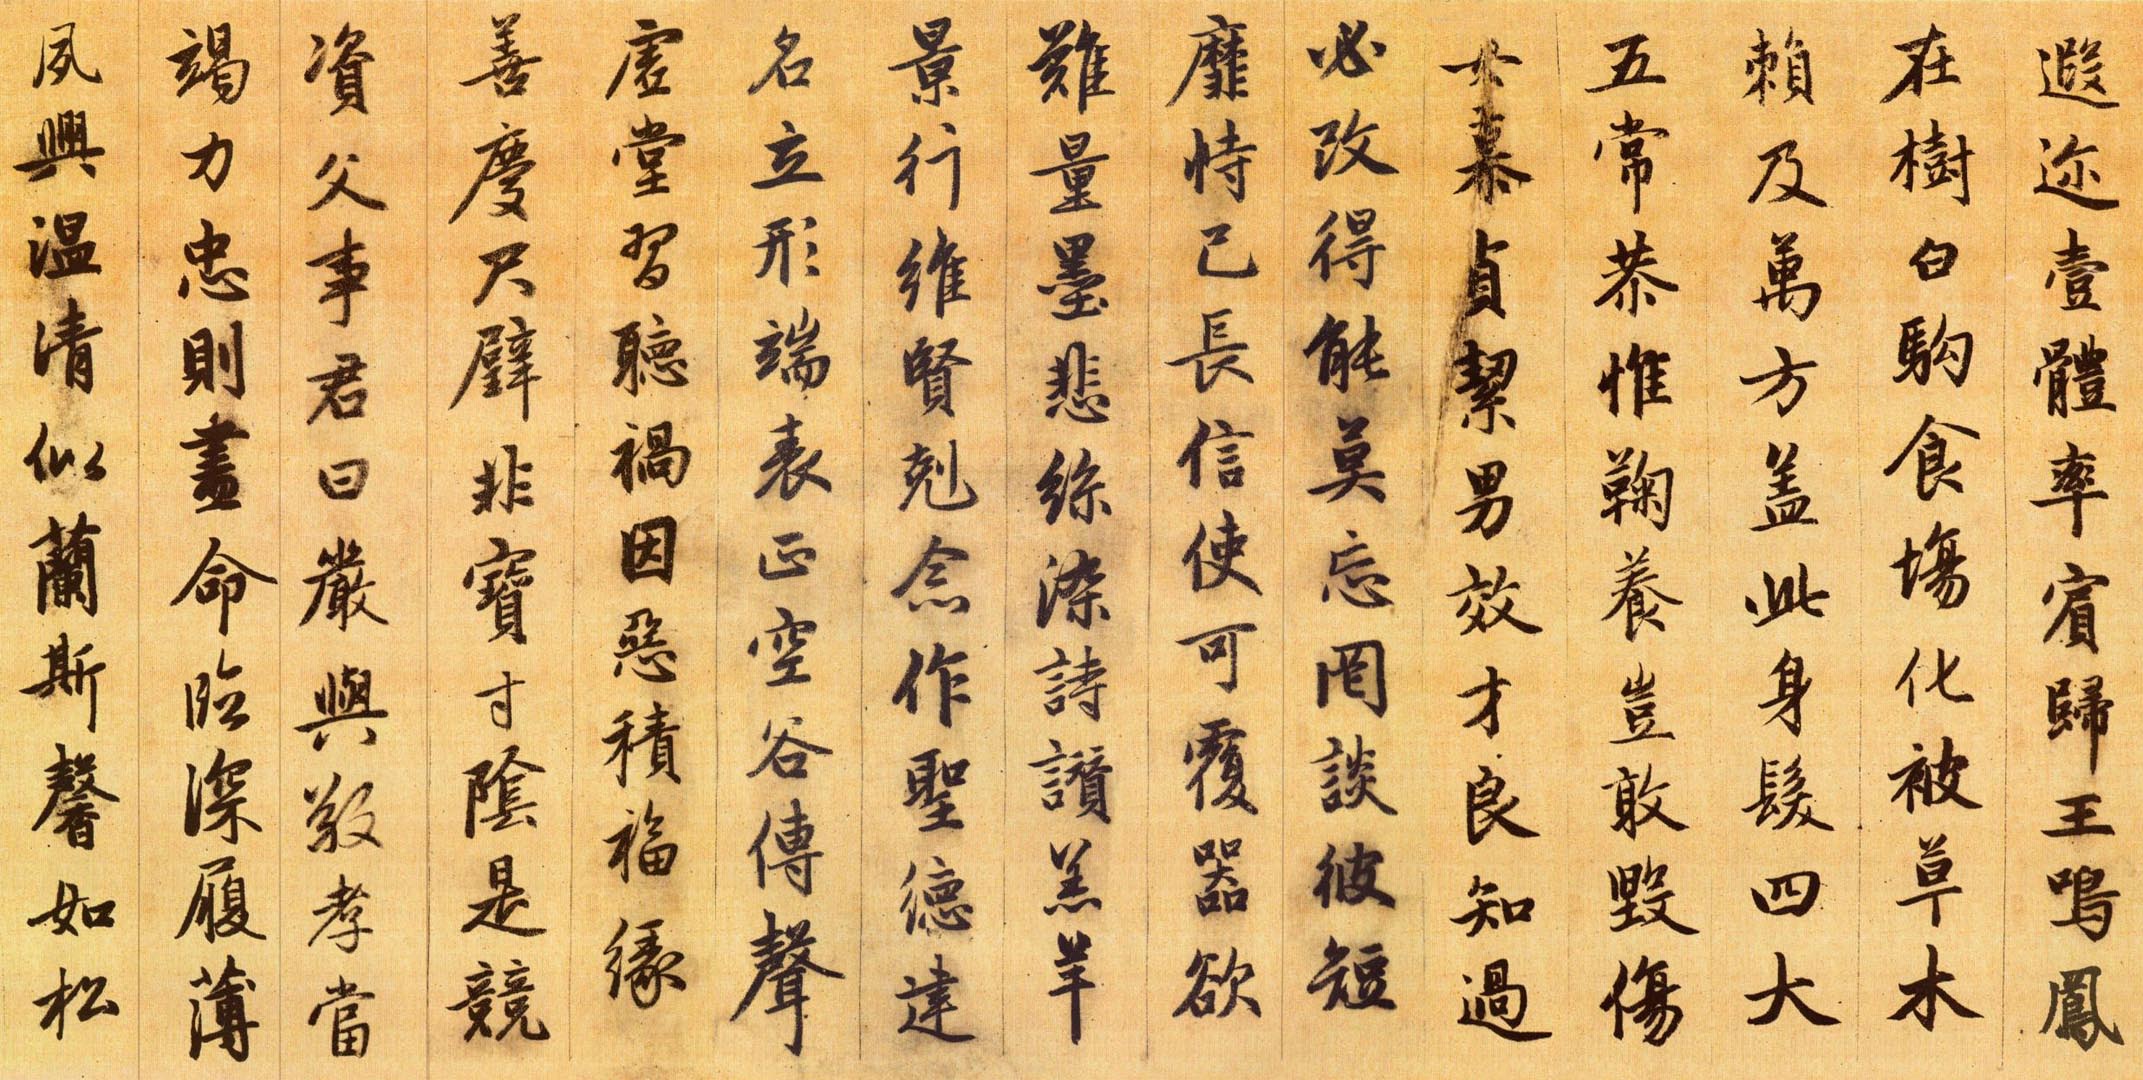 遐迩壹體率賓歸王鳴鳳
在樹白駒食場化被草木
賴及萬方盖此身髮四大
五常恭惟鞠養豈敢毀傷
女慕貞絜男效才良知過
必改得能莫忘罔談彼短
靡恃己長信使可覆器欲
難量墨悲絲染詩讚羔羊
景行維賢剋念作聖德建
名立形端表正空谷傳聲
虛堂習聽禍因惡積福緣
善慶尺璧非寶寸陰是競
資父事君曰嚴與敬孝當
竭力忠則盡命臨深履薄
夙興溫清似蘭斯馨如松